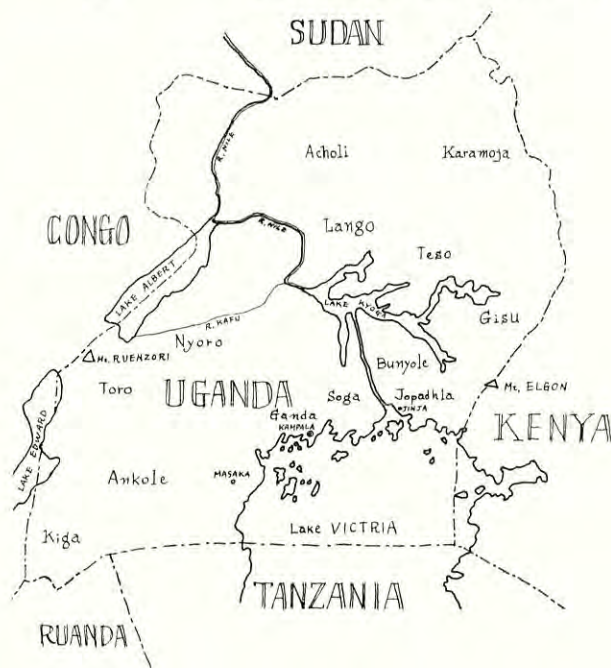 SUDAN
Acholi
Karamoja
R. NILE
CONGO
R. NILE
Lango
Teso
LAKE ALBERT
LAKE KYOGA
Gisu
R. KAFU
Nyoro
Mt. RUENZORI
Bunyole
Toro
UGANDA
Soga
Jopadhla
Mt. ELGON
JINJA
Ganda
KAMPALA
KENYA
LAKE EDWARD
MASAKA
Ankole
Lake VICTRIA
Kiga
TANZANIA
RUANDA